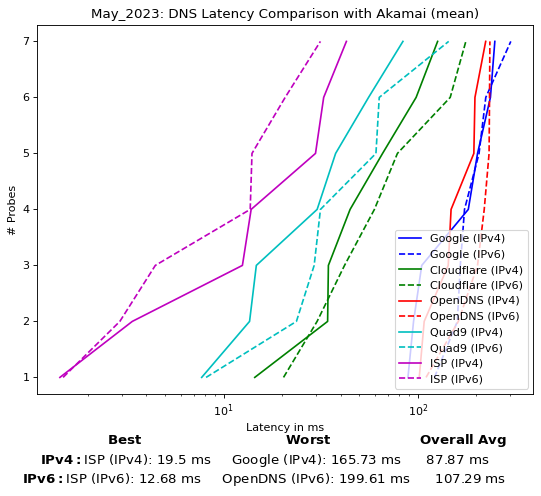 May_2023: DNS Latency Comparison with Akamai (mean)
7
6
5
4
3
2
1
# Probes
Google (IPv4)
Google (IPv6)
Cloudflare (IPv4)
Cloudflare (IPv6)
OpenDNS (IPv4)
OpenDNS (IPv6)
Quad9 (IPv4)
Quad9 (IPv6)
ISP (IPv4)
ISP (IPv6)
10¹ 10²
Latency in ms
Best Worst Overall Avg
IPv4: ISP (IPv4): 19.5 ms Google (IPv4): 165.73 ms 87.87 ms
IPv6: ISP (IPv6): 12.68 ms OpenDNS (IPv6): 199.61 ms 107.29 ms